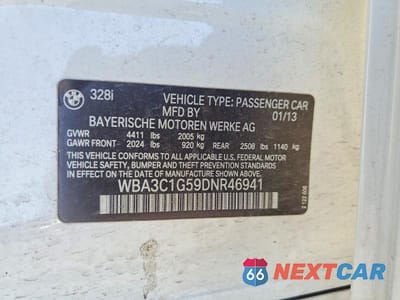 328i
VEHICLE TYPE: PASSENGER CAR
MFD BY 01/13
BAYERISCHE MOTOREN WERKE AG
GVWR 4411 lbs 2005 kg
GAWR FRONT 2024 lbs 920 kg GAWR REAR 2508 lbs 1140 kg
THIS VEHICLE CONFORMS TO ALL APPLICABLE U.S. FEDERAL MOTOR
VEHICLE SAFETY, BUMPER, AND THEFT PREVENTION STANDARDS
IN EFFECT ON THE DATE OF MANUFACTURE SHOWN ABOVE.
WBA3C1G59DNR46941
66 NEXTCAR